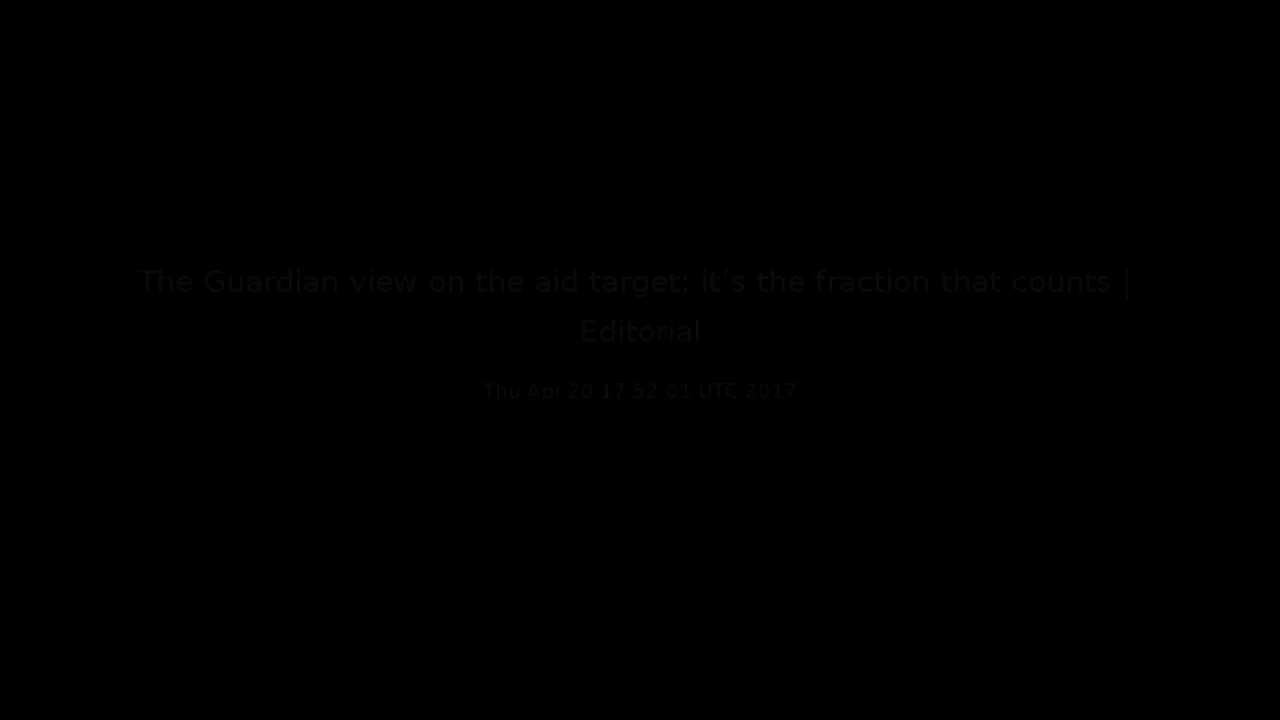 The Guardian view on the aid target: it's the fraction that counts |
Editorial
Thu Apr 20 17:52:01 UTC 2017